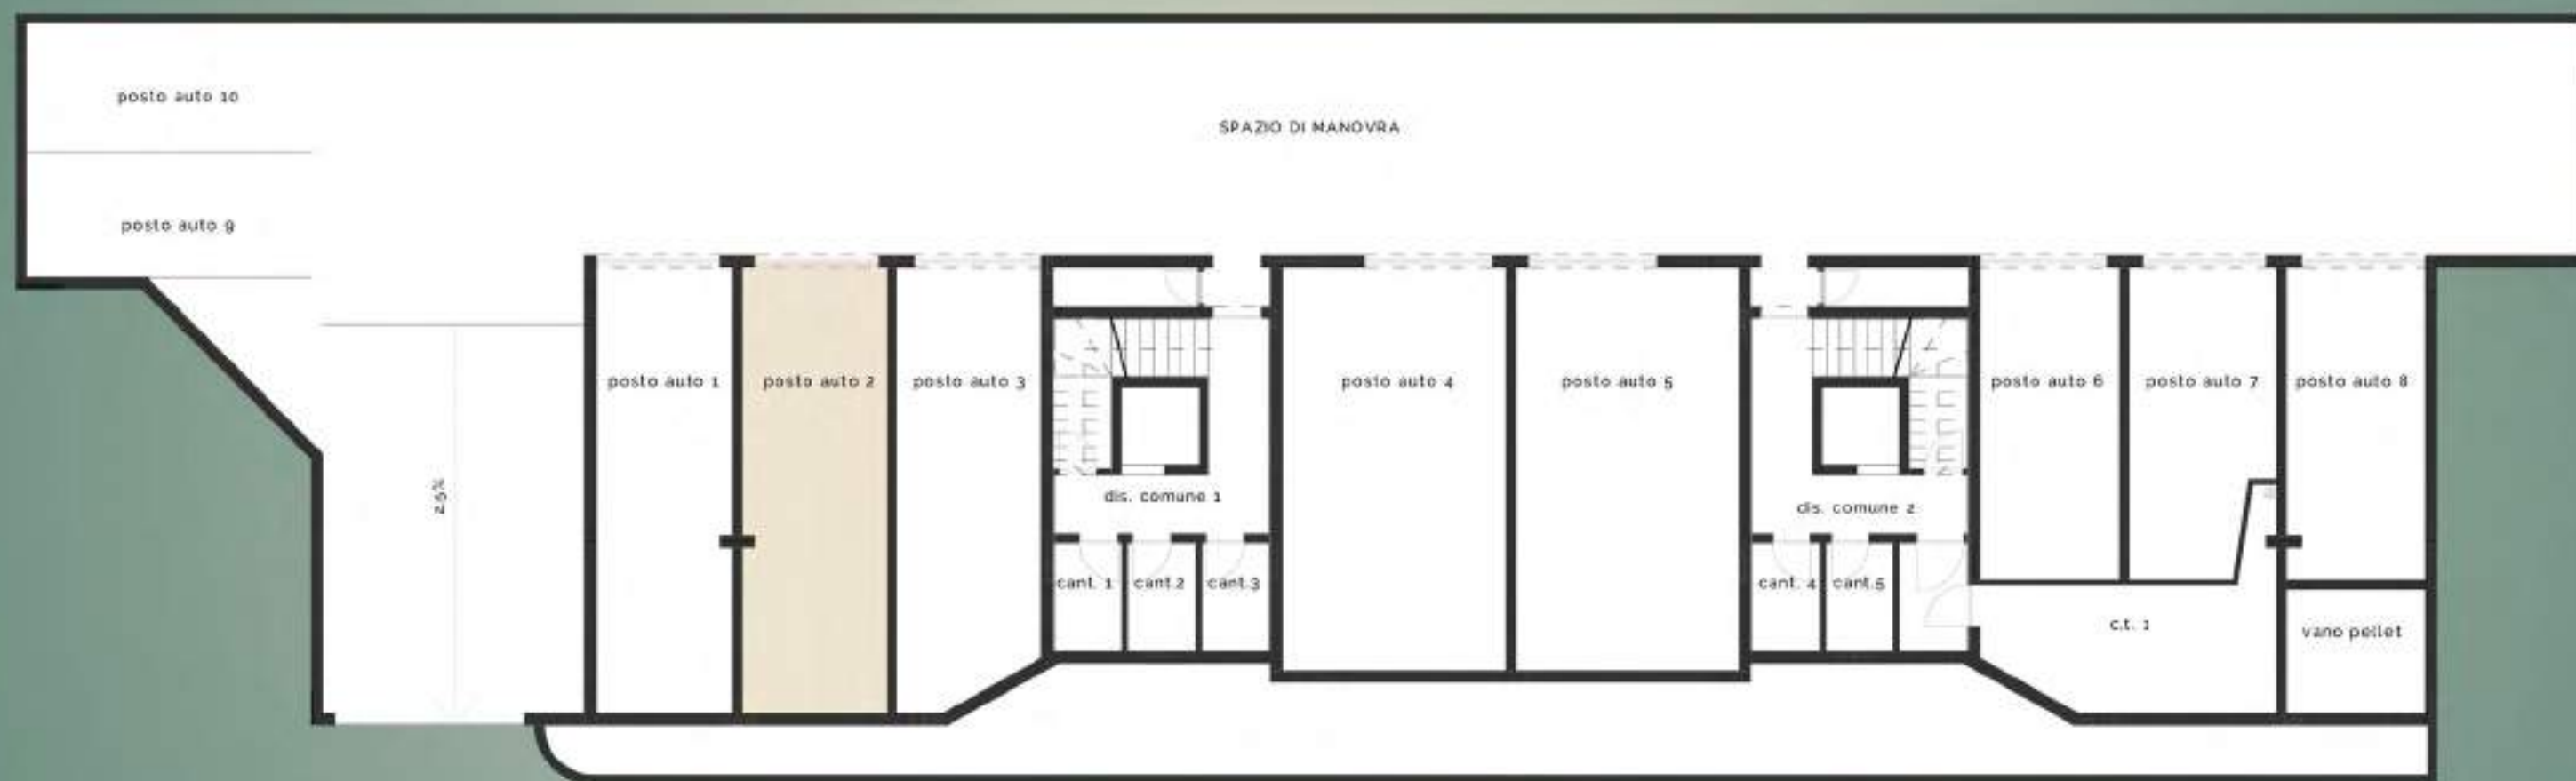 posto auto 10
SPAZIO DI MANOVRA
posto auto 9
posto auto 1
posto auto 2
posto auto 3
posto auto 4
posto auto 5
posto auto 6
posto auto 7
posto auto 8
2.5%
dis. comune 1
dis. comune 2
cant. 1
cant.2
cant.3
cant. 4
cant.5
c.t. 1
vano pellet